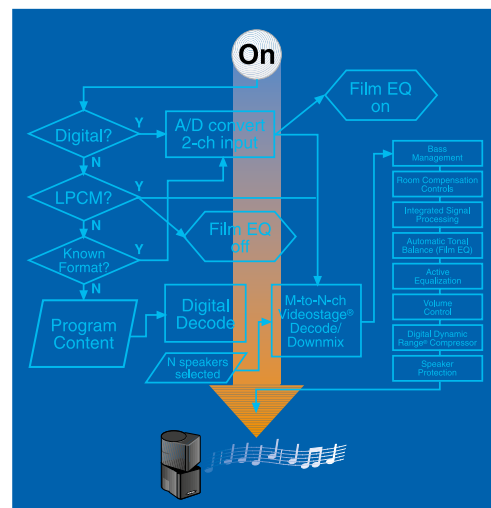 On
Film EQ
on
Digital?
Y
A/D convert
2-ch input
N
LPCM?
Y
Film EQ
off
N
Known
Format?
Y
N
Program
Content
Digital
Decode
N speakers
selected
M-to-N-ch
Videostage®
Decode/
Downmix
Bass
Management
Room Compensation
Controls
Integrated Signal
Processing
Automatic Tonal
Balance (Film EQ)
Active
Equalization
Volume
Control
Digital Dynamic
Range® Compressor
Speaker
Protection